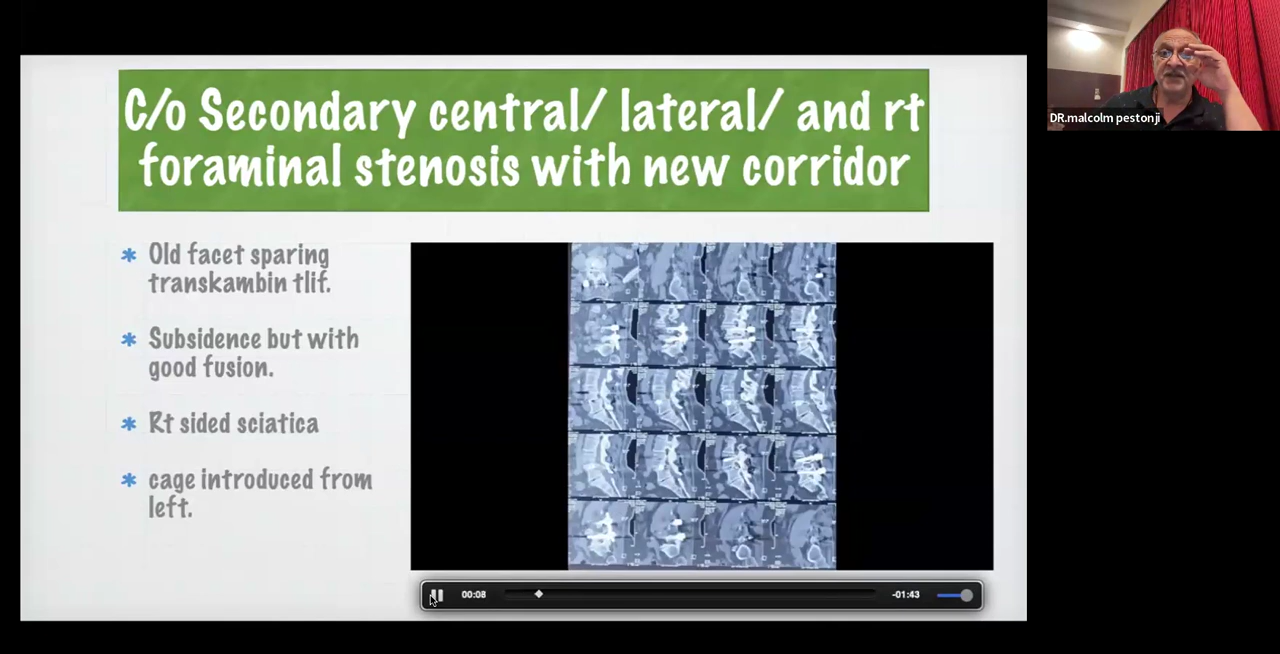 C/o Secondary central/ lateral/ and rt
foraminal stenosis with new corridor
* Old facet sparing
transkambin tlif.
* Subsidence but with
good fusion.
* Rt sided sciatica
* cage introduced from
left.
00:08
-01:43
DR.malcolm pestonji